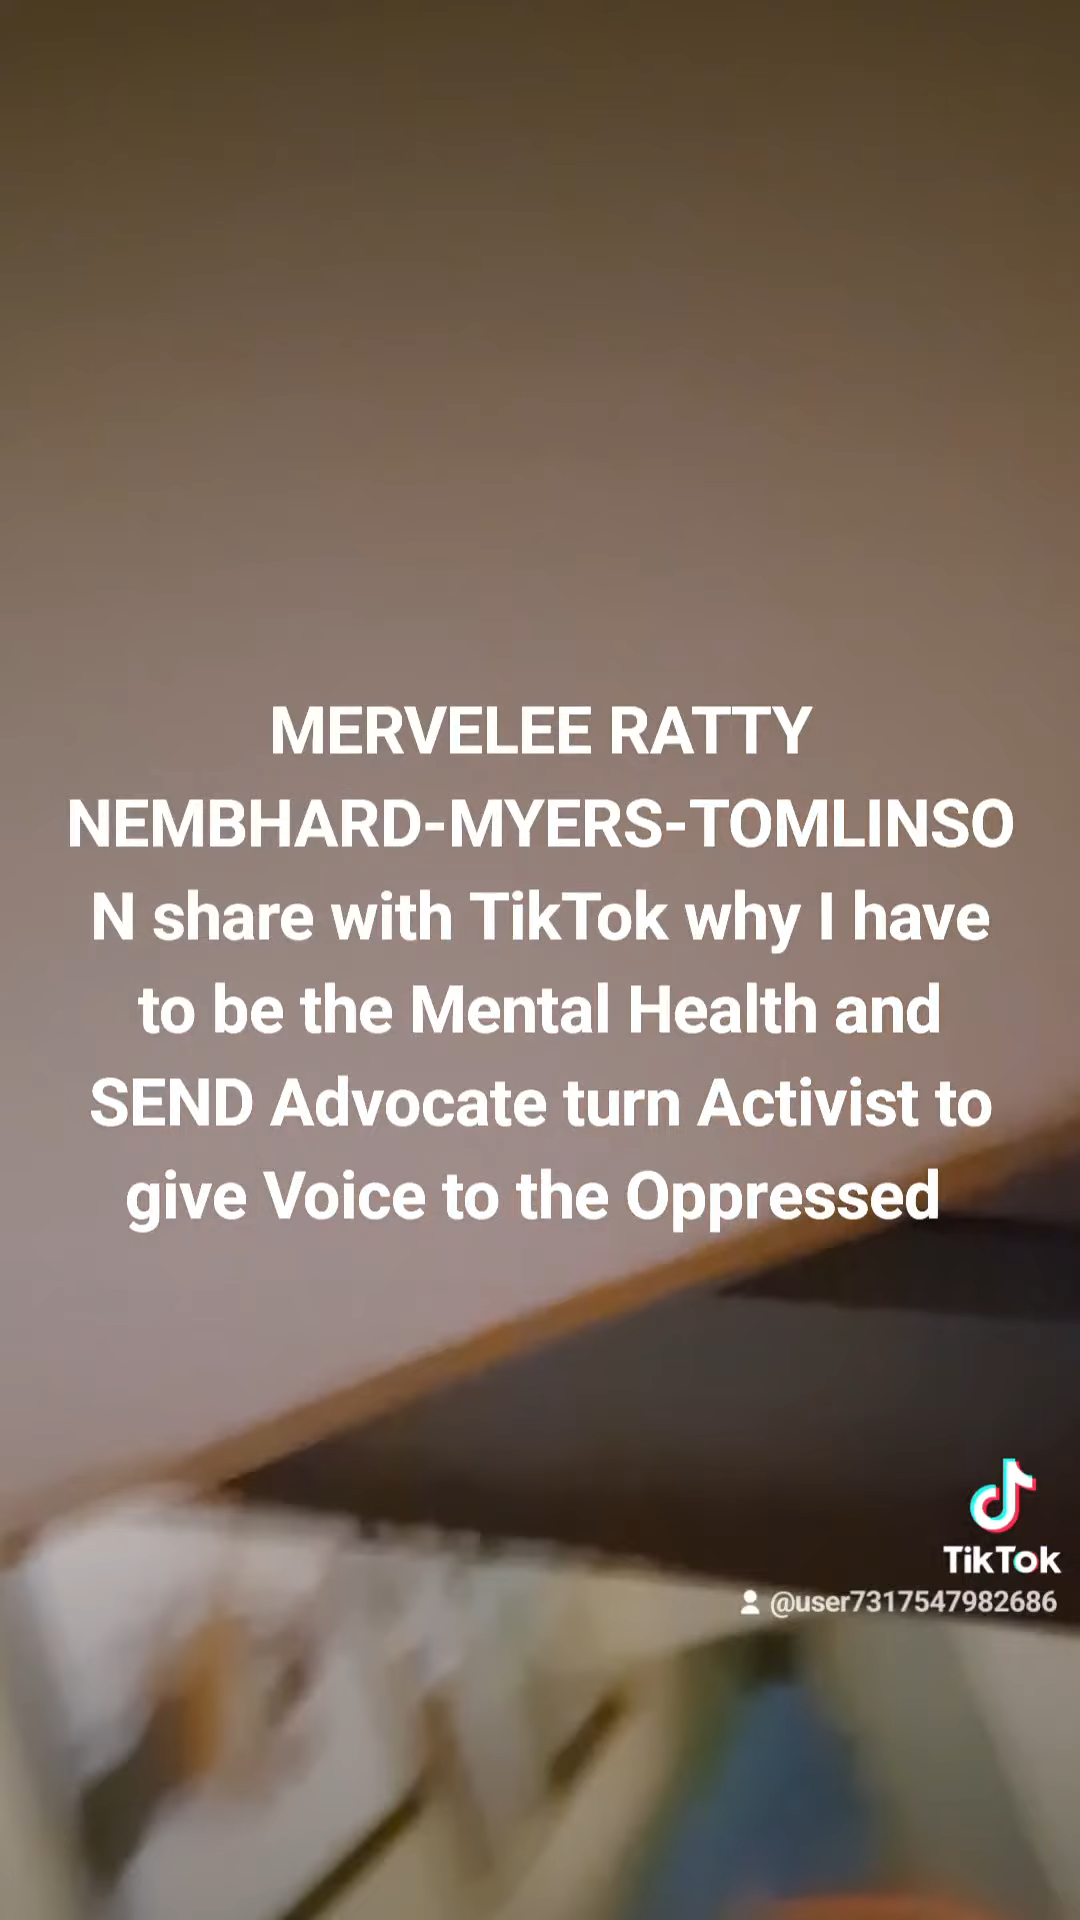 MERVELEE RATTY
NEMBHARD-MYERS-TOMLINSO
N share with TikTok why I have
to be the Mental Health and
SEND Advocate turn Activist to
give Voice to the Oppressed
TikTok
@user7317547982686